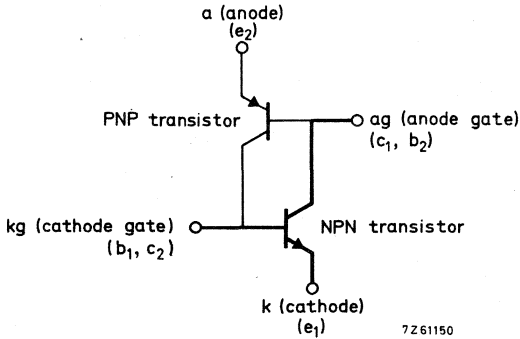 a (anode)
(e₂)
PNP transistor
ag (anode gate)
(c₁, b₂)
kg (cathode gate)
(b₁, c₂)
NPN transistor
k (cathode)
(e₁)
7Z61150